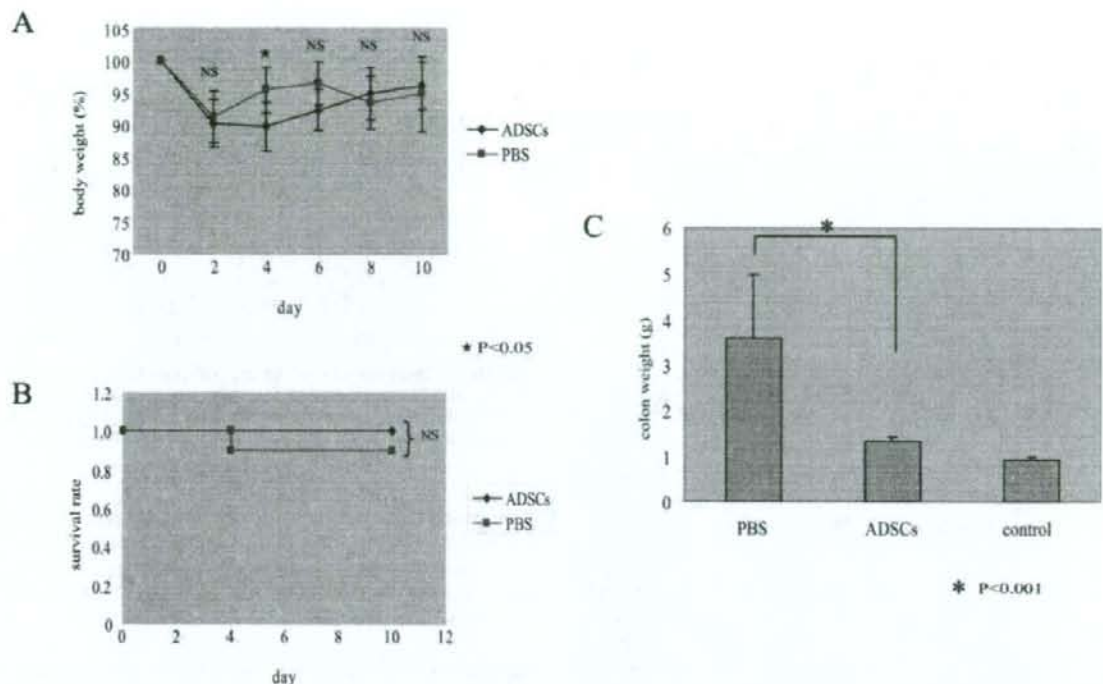 A
105
100
95
90
85
80
75
70
body weight (%)
NS
★
NS
NS
NS
0 2 4 6 8 10
day
ADSCs
PBS
★ P<0.05
B
1.2
1.0
0.8
0.6
0.4
0.2
0
survival rate
NS
0 2 4 6 8 10 12
day
ADSCs
PBS
C
6
5
4
3
2
1
0
colon weight (g)
*
PBS ADSCs control
* P<0.001